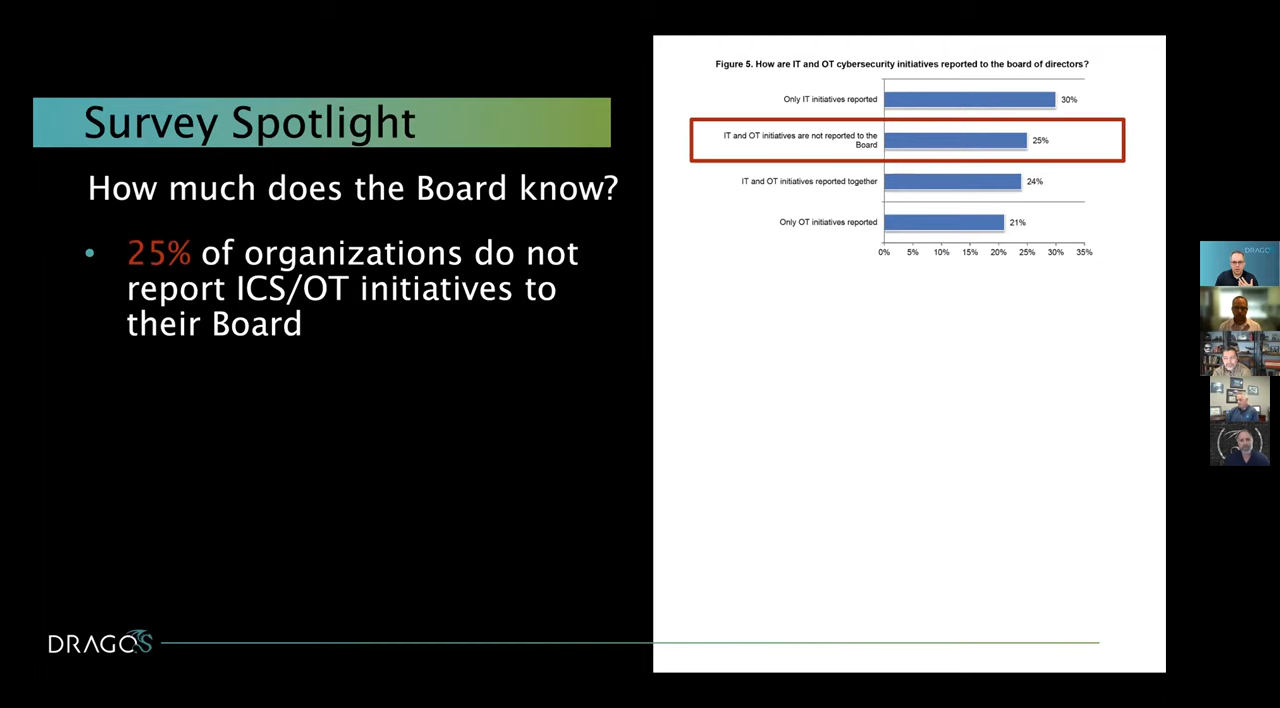 Survey Spotlight
How much does the Board know?
• 25% of organizations do not
report ICS/OT initiatives to
their Board
DRAGOS
Figure 5. How are IT and OT cybersecurity initiatives reported to the board of directors?
Only IT initiatives reported 30%
IT and OT initiatives are not reported to the
Board 25%
IT and OT initiatives reported together 24%
Only OT initiatives reported 21%
0% 5% 10% 15% 20% 25% 30% 35%
DRAGO